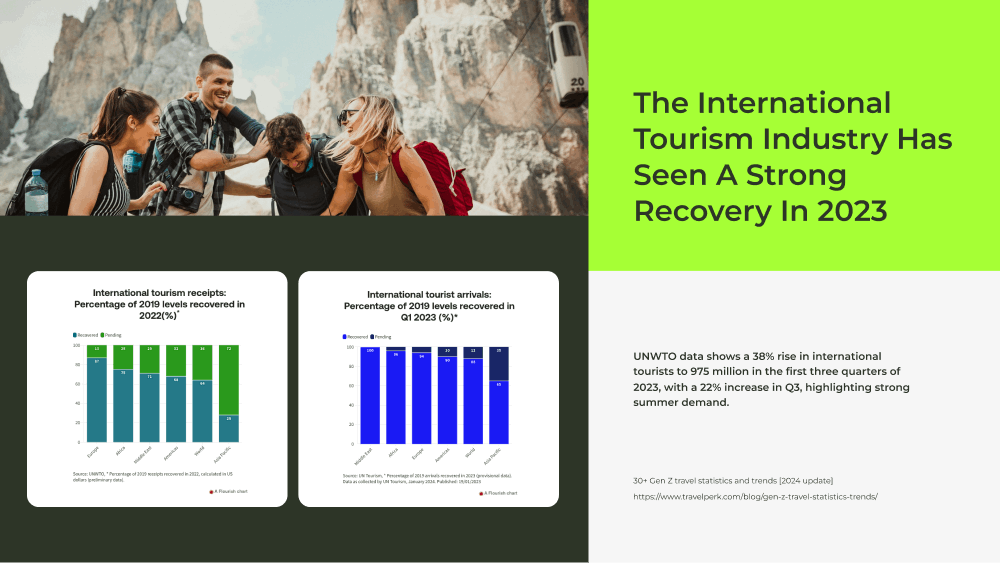 20
The International
Tourism Industry Has
Seen A Strong
Recovery In 2023
International tourism receipts:
Percentage of 2019 levels recovered in
2022(%)*
Recovered Pending
100
80
60
40
20
0
13
87
75
29
71
32
68
36
64
72
28
Europe
Africa
Middle East
Americas
World
Asia Pacific
Source: UNWTO, * Percentage of 2019 receipts recovered in 2022, calculated in US
dollars (preliminary data).
A Flourish chart
International tourist arrivals:
Percentage of 2019 levels recovered in
Q1 2023 (%)*
Recovered Pending
100
80
60
40
20
0
100
96
94
10
90
12
88
35
65
Middle East
Africa
Europe
Americas
World
Asia Pacific
Source: UN Tourism, * Percentage of 2019 arrivals recovered in 2023 (provisional data).
Data as collected by UN Tourism, January 2024. Published: 19/01/2023
A Flourish chart
UNWTO data shows a 38% rise in international
tourists to 975 million in the first three quarters of
2023, with a 22% increase in Q3, highlighting strong
summer demand.
30+ Gen Z travel statistics and trends [2024 update]
https://www.travelperk.com/blog/gen-z-travel-statistics-trends/